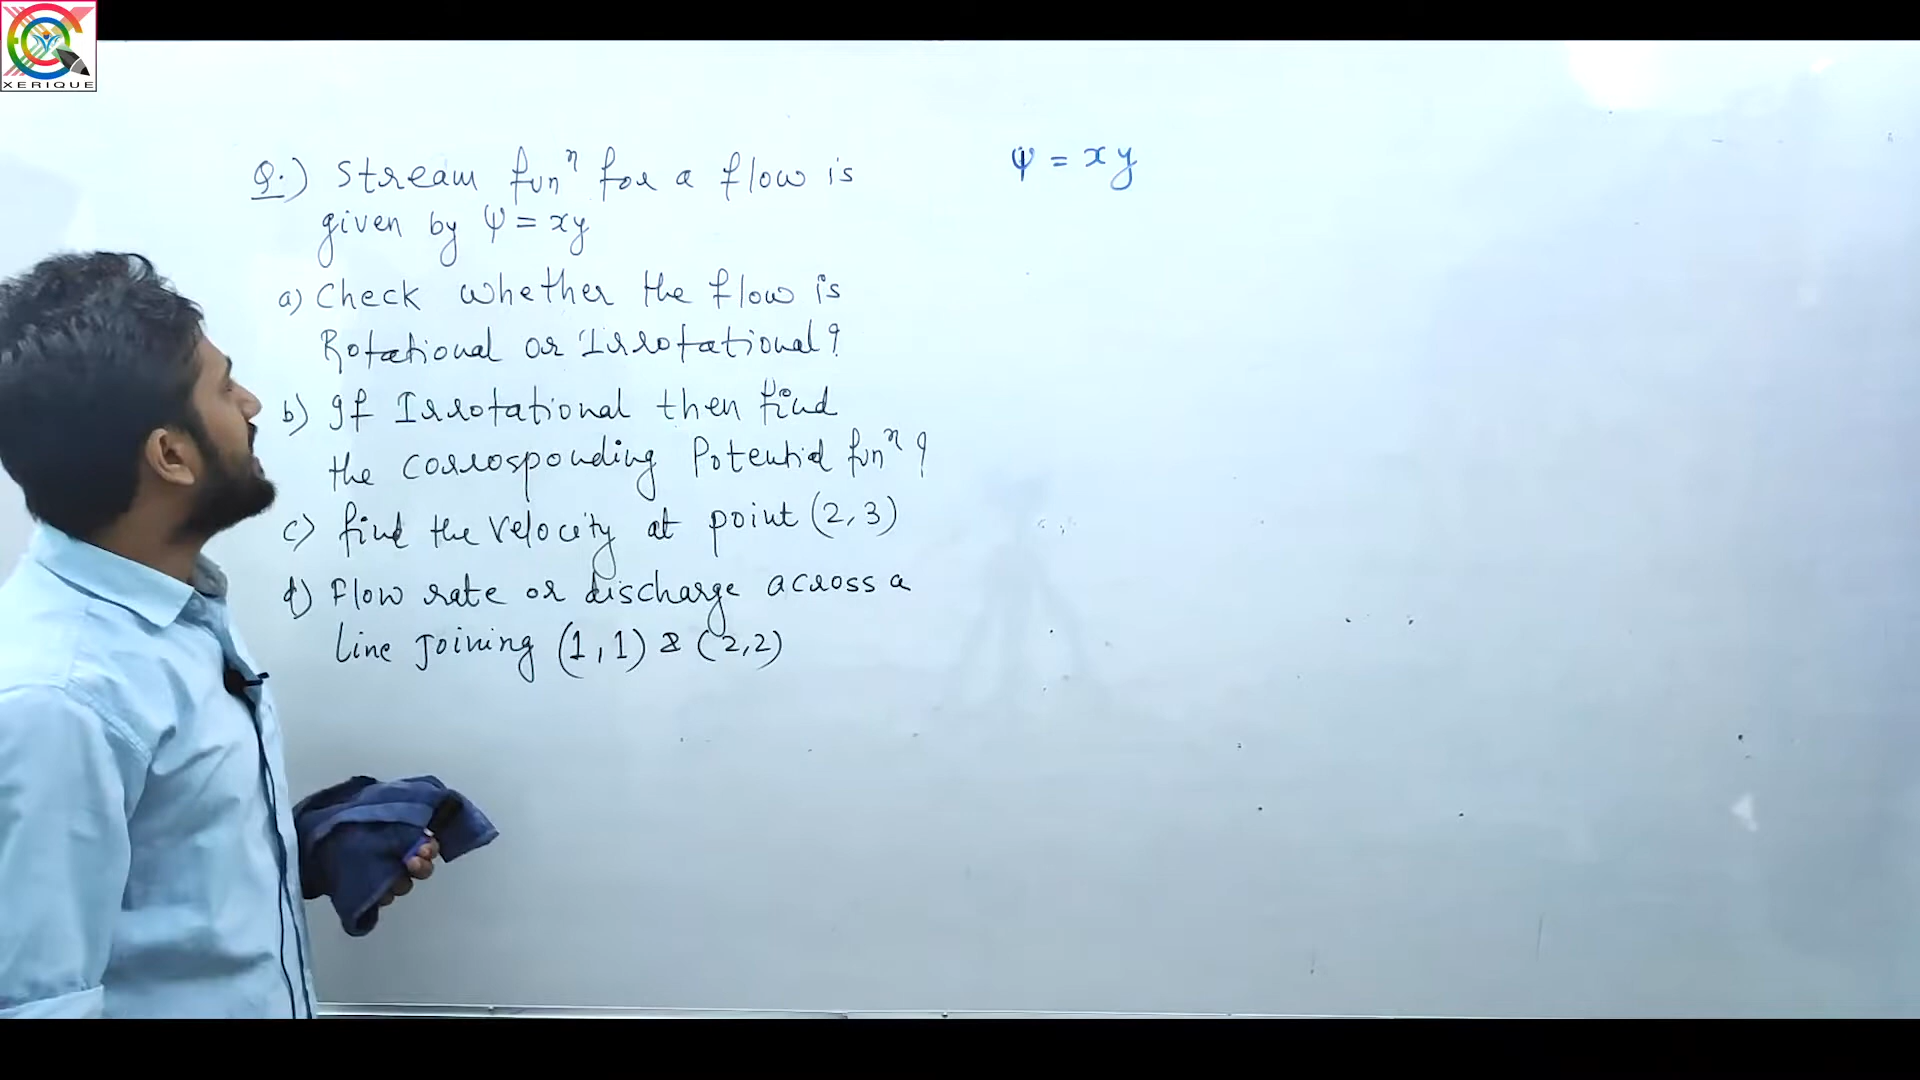 XERIQUE
Q.) Stream funⁿ for a flow is
given by Ψ = xy
a) Check whether the flow is
Rotational or Irrotational?
b) If Irrotational then find
the corrosponding Potential funⁿ?
c) find the Velocity at point (2,3)
d) Flow rate or discharge across a
line joining (1,1) & (2,2)
Ψ = xy